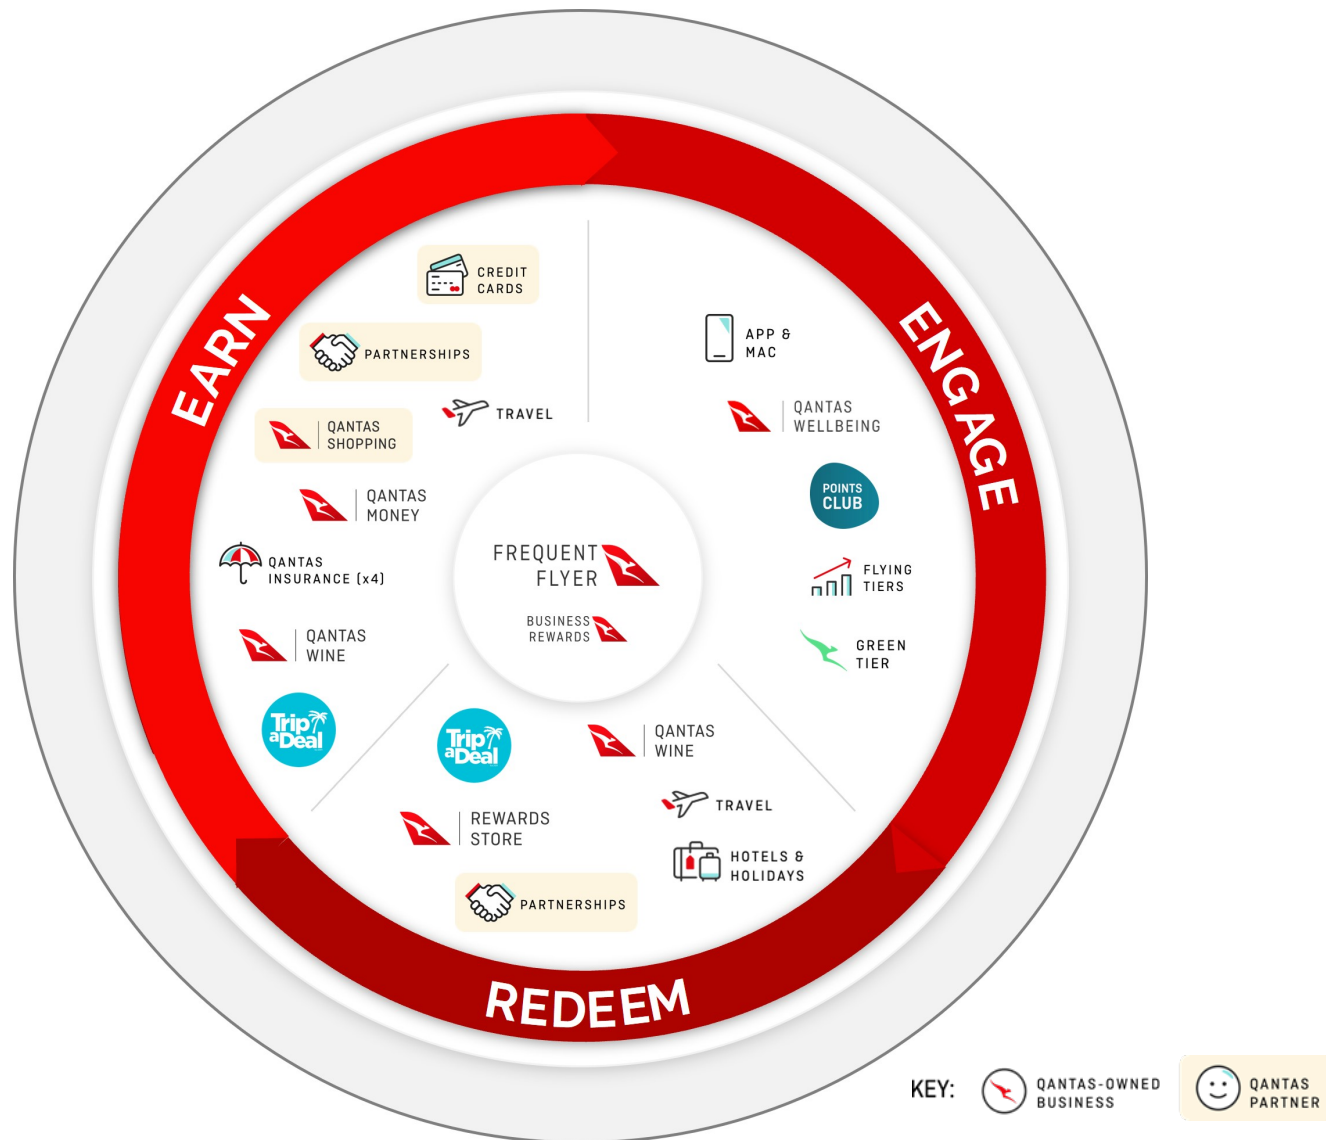 EARN
CREDIT
CARDS
PARTNERSHIPS
TRAVEL
QANTAS
SHOPPING
QANTAS
MONEY
QANTAS
INSURANCE (x4)
QANTAS
WINE
Trip
aDeal
ENGAGE
APP &
MAC
QANTAS
WELLBEING
POINTS
CLUB
FLYING
TIERS
GREEN
TIER
FREQUENT
FLYER
BUSINESS
REWARDS
Trip
aDeal
QANTAS
WINE
TRAVEL
REWARDS
STORE
HOTELS &
HOLIDAYS
PARTNERSHIPS
REDEEM
KEY:
QANTAS-OWNED
BUSINESS
QANTAS
PARTNER